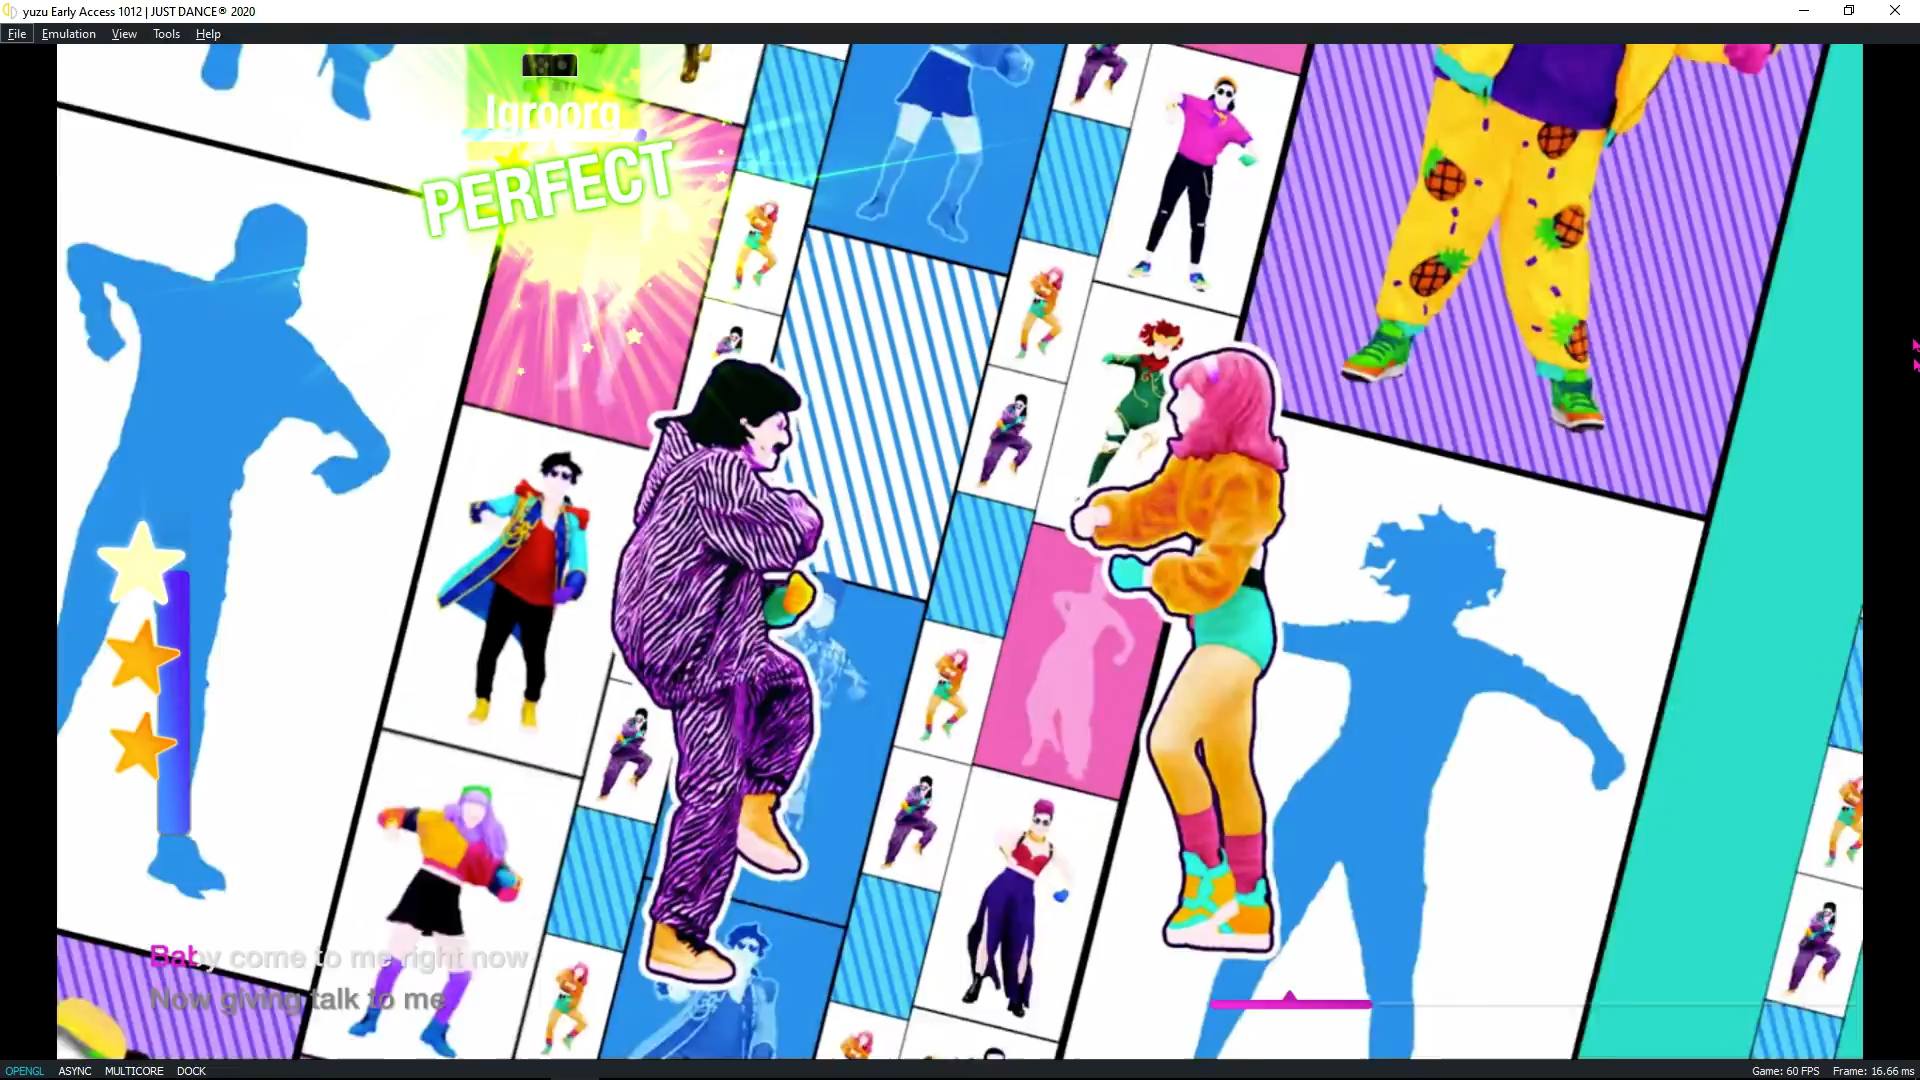 yuzu Early Access 1012 | JUST DANCE® 2020
File Emulation View Tools Help
Igroorg
PERFECT
Baby come to me right now
Now giving talk to me
OPENGL ASYNC MULTICORE DOCK Game: 60 FPS Frame: 16.66 ms